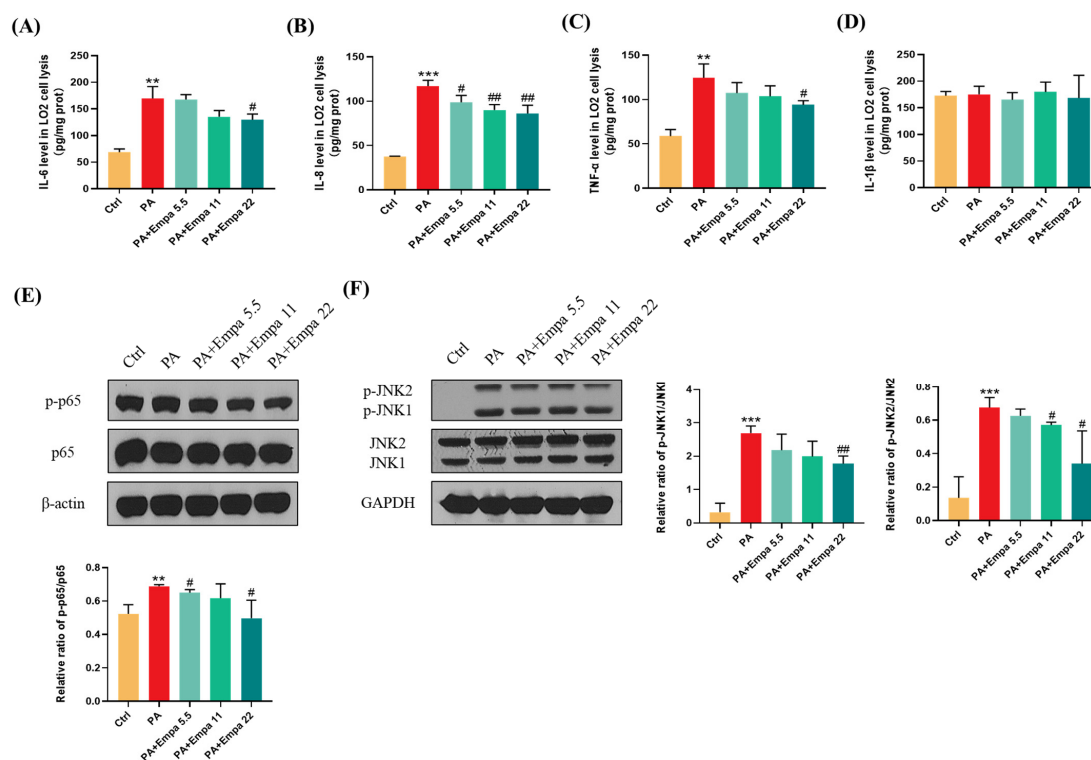 (A)
IL-6 level in LO2 cell lysis
(pg/mg prot)
250
200
150
100
50
0
**
#
Ctrl
PA
PA+Empa 5.5
PA+Empa 11
PA+Empa 22
(B)
IL-8 level in LO2 cell lysis
(pg/mg prot)
150
100
50
0
***
#
##
##
Ctrl
PA
PA+Empa 5.5
PA+Empa 11
PA+Empa 22
(C)
TNF-α level in LO2 cell lysis
(pg/mg prot)
150
100
50
0
**
#
Ctrl
PA
PA+Empa 5.5
PA+Empa 11
PA+Empa 22
(D)
IL-1β level in LO2 cell lysis
(pg/mg prot)
250
200
150
100
50
0
Ctrl
PA
PA+Empa 5.5
PA+Empa 11
PA+Empa 22
(E)
Ctrl
PA
PA+Empa 5.5
PA+Empa 11
PA+Empa 22
p-p65
p65
β-actin
Relative ratio of p-p65/p65
0.8
0.6
0.4
0.2
0.0
**
#
#
Ctrl
PA
PA+Empa 5.5
PA+Empa 11
PA+Empa 22
(F)
Ctrl
PA
PA+Empa 5.5
PA+Empa 11
PA+Empa 22
p-JNK2
p-JNK1
JNK2
JNK1
GAPDH
Relative ratio of p-JNK1/JNKI
4
3
2
1
0
***
##
Ctrl
PA
PA+Empa 5.5
PA+Empa 11
PA+Empa 22
Relative ratio of p-JNK2/JNK2
0.8
0.6
0.4
0.2
0.0
***
#
#
Ctrl
PA
PA+Empa 5.5
PA+Empa 11
PA+Empa 22